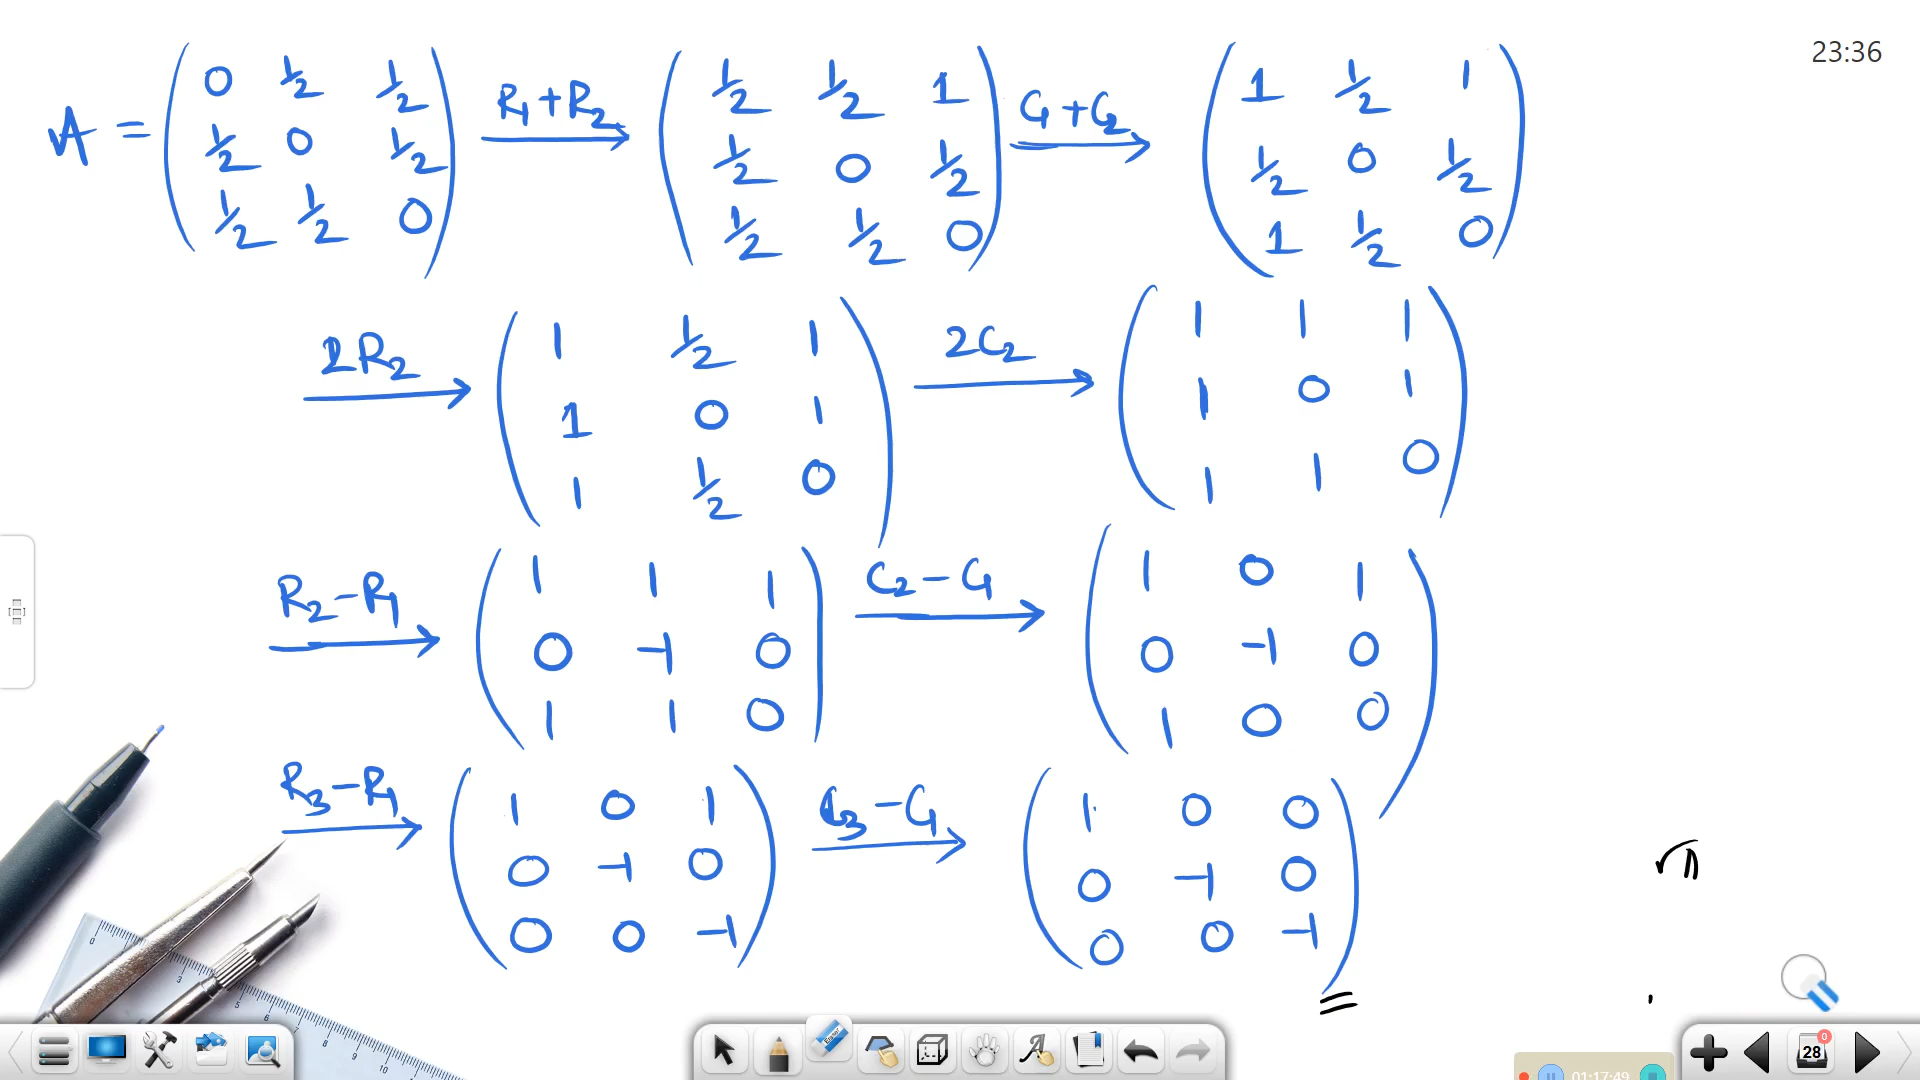 23:36
A = ( 0 ½ ½ ; ½ 0 ½ ; ½ ½ 0 ) R₁+R₂ → ( ½ ½ 1 ; ½ 0 ½ ; ½ ½ 0 ) C₁+C₂ → ( 1 ½ 1 ; ½ 0 ½ ; 1 ½ 0 )
2R₂ → ( 1 ½ 1 ; 1 0 1 ; 1 ½ 0 ) 2C₂ → ( 1 1 1 ; 1 0 1 ; 1 1 0 )
R₂−R₁ → ( 1 1 1 ; 0 −1 0 ; 1 1 0 ) C₂−C₁ → ( 1 0 1 ; 0 −1 0 ; 1 0 0 )
R₃−R₁ → ( 1 0 1 ; 0 −1 0 ; 0 0 −1 ) C₃−C₁ → ( 1 0 0 ; 0 −1 0 ; 0 0 −1 )
28
0
01:17:49